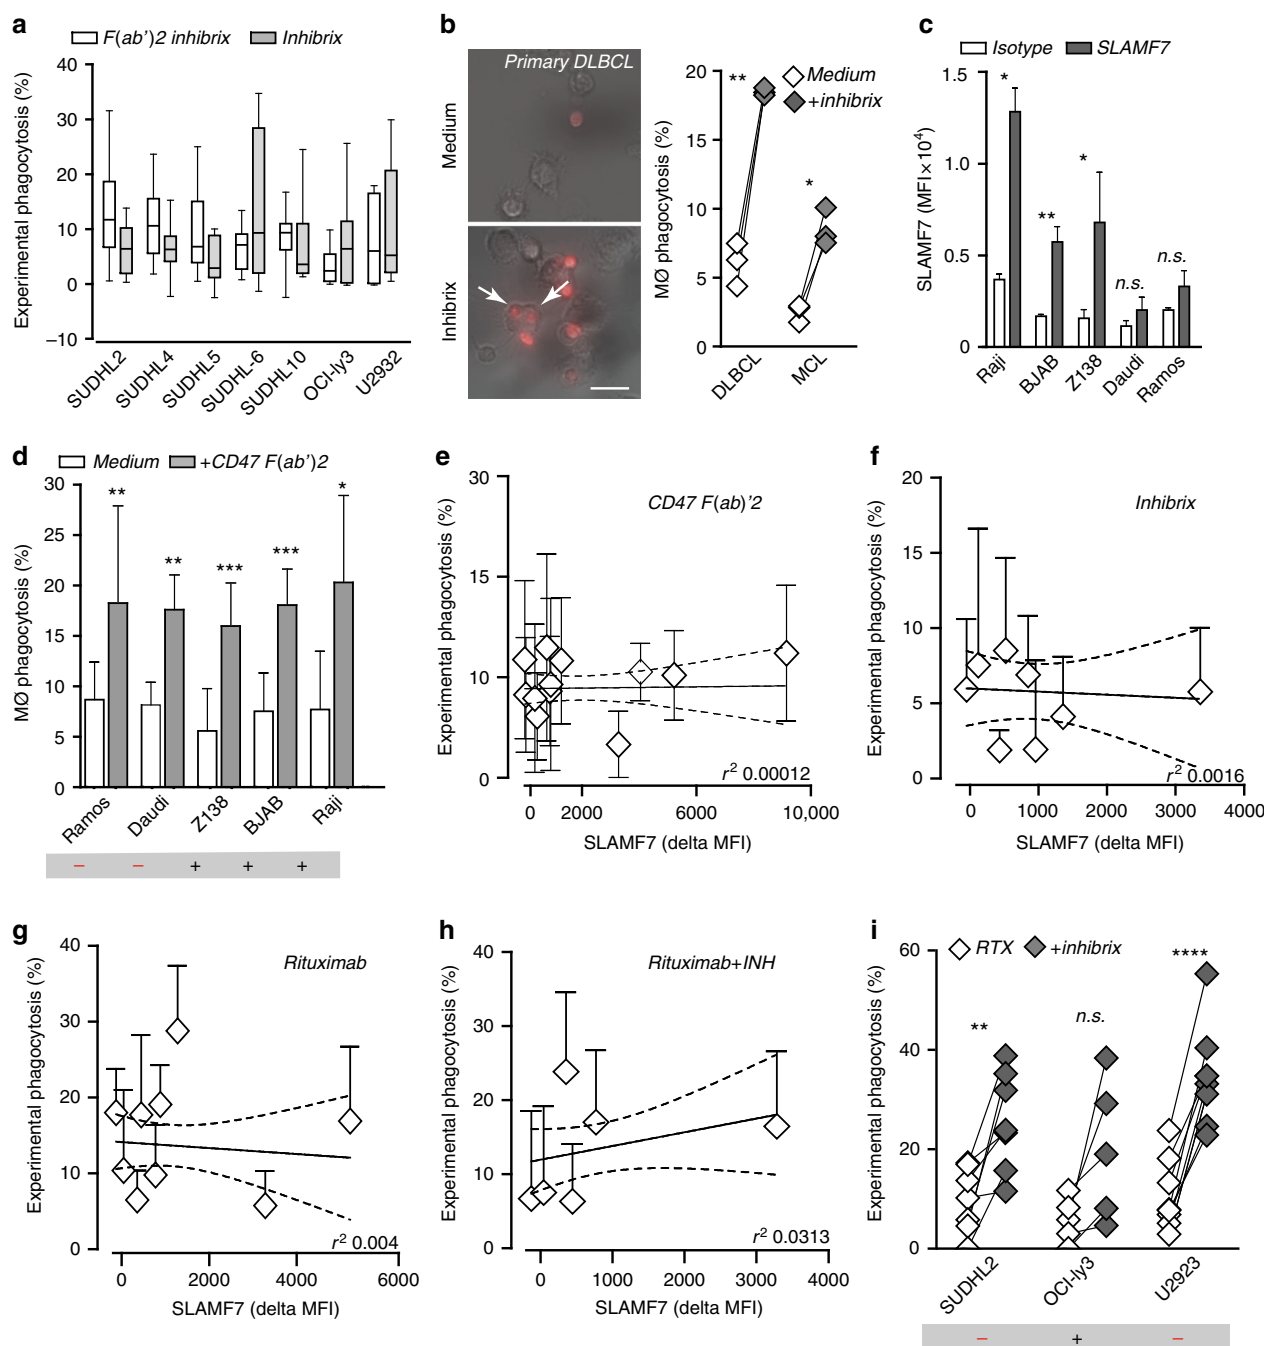 a
F(ab')2 inhibrix Inhibrix
Experimental phagocytosis (%)
40
30
20
10
0
–10
SUDHL2 SUDHL4 SUDHL5 SUDHL-6 SUDHL10 OCI-ly3 U2932
b
Primary DLBCL
Medium
Inhibrix
MØ phagocytosis (%)
20
15
10
5
0
Medium
+inhibrix
**
*
DLBCL MCL
c
Isotype SLAMF7
SLAMF7 (MFI×10⁴)
1.5
1.0
0.5
0
*
**
*
n.s.
n.s.
Raji BJAB Z138 Daudi Ramos
d
Medium +CD47 F(ab')2
MØ phagocytosis (%)
30
25
20
15
10
5
0
**
**
***
***
*
Ramos Daudi Z138 BJAB Raji
– – + + +
e
CD47 F(ab)'2
Experimental phagocytosis (%)
30
15
10
0
r² 0.00012
0 2000 6000 10,000
SLAMF7 (delta MFI)
f
Inhibrix
Experimental phagocytosis (%)
20
15
10
5
0
r² 0.0016
0 1000 2000 3000 4000
SLAMF7 (delta MFI)
g
Rituximab
Experimental phagocytosis (%)
40
30
20
10
0
r² 0.004
0 2000 4000 6000
SLAMF7 (delta MFI)
h
Rituximab+INH
Experimental phagocytosis (%)
40
30
20
10
0
r² 0.0313
0 1000 2000 3000 4000
SLAMF7 (delta MFI)
i
RTX +inhibrix
Experimental phagocytosis (%)
60
40
20
0
**
n.s.
****
SUDHL2 OCI-ly3 U2923
– + –